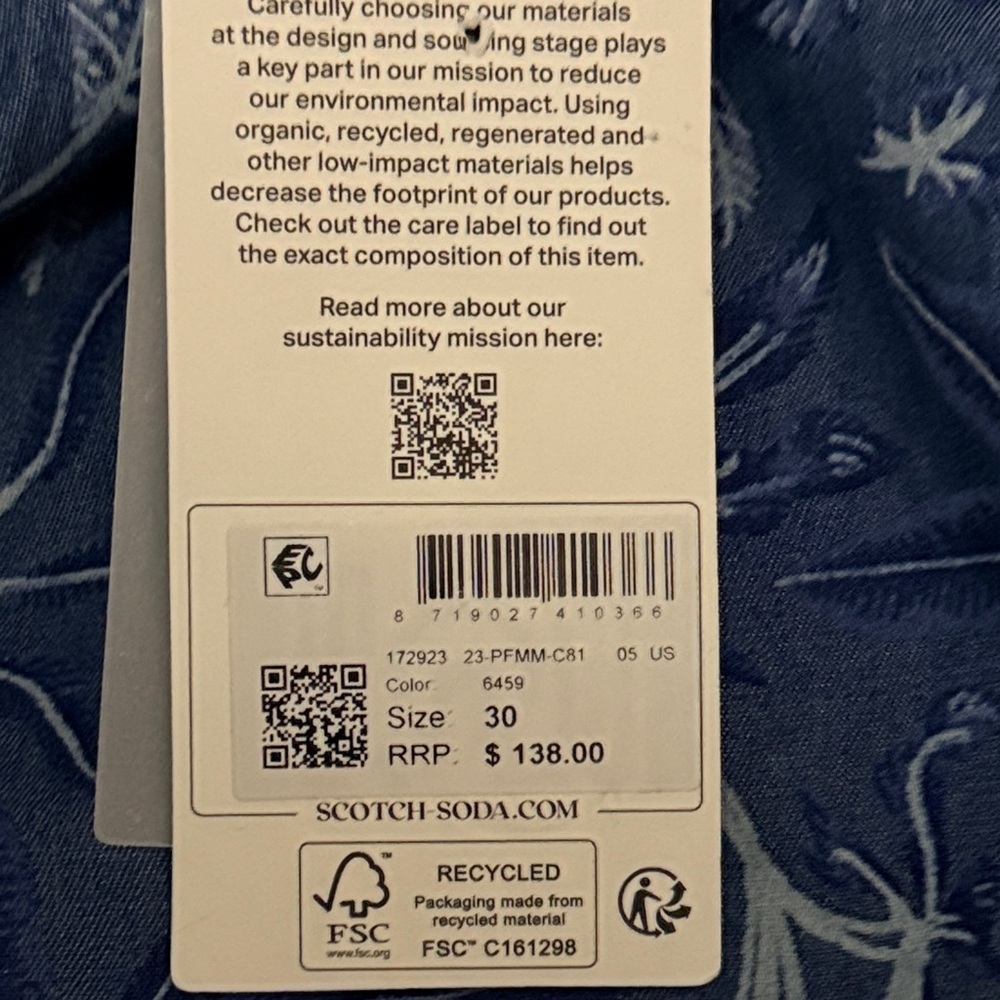 Carefully choosing our materials
at the design and sourcing stage plays
a key part in our mission to reduce
our environmental impact. Using
organic, recycled, regenerated and
other low-impact materials helps
decrease the footprint of our products.
Check out the care label to find out
the exact composition of this item.
Read more about our
sustainability mission here:
8 719027 410366
172923 23-PFMM-C81 05 US
Color: 6459
Size: 30
RRP: $ 138.00
SCOTCH-SODA.COM
FSC
www.fsc.org
RECYCLED
Packaging made from
recycled material
FSC™ C161298